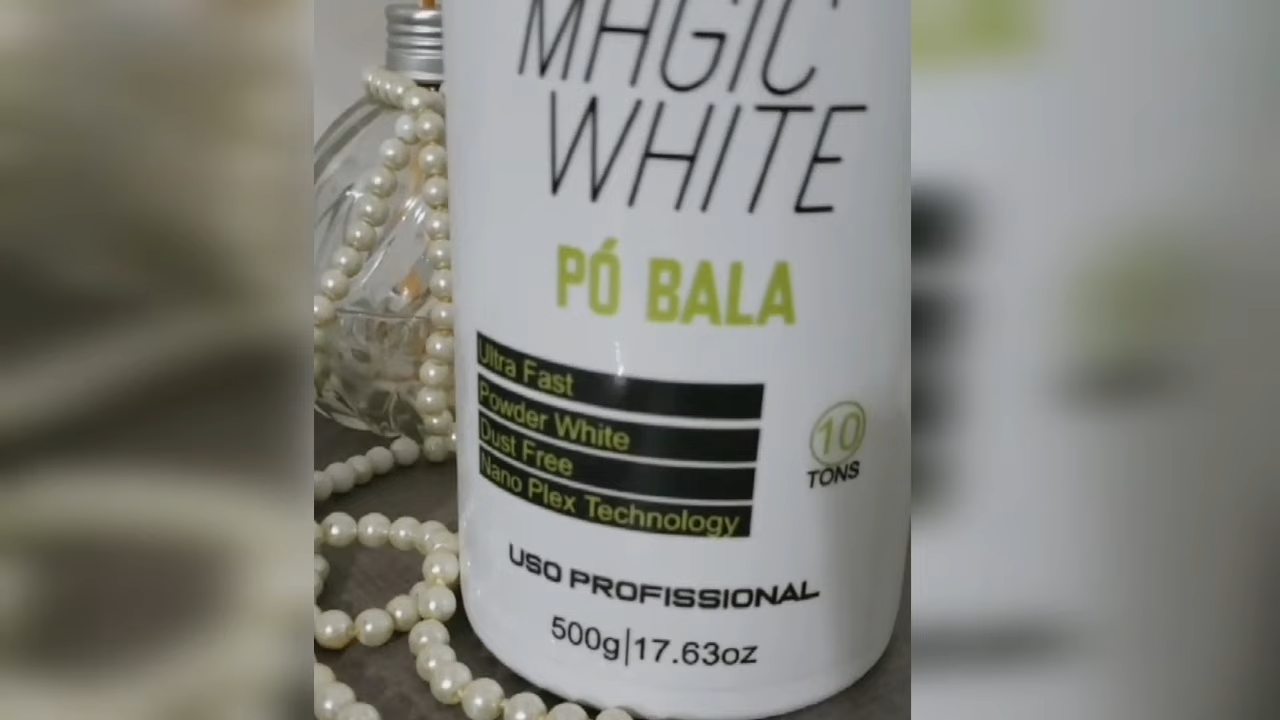 MAGIC
WHITE
PÓ BALA
Ultra Fast
Powder White
Dust Free
Nano Plex Technology
10
TONS
USO PROFISSIONAL
500g|17.63oz